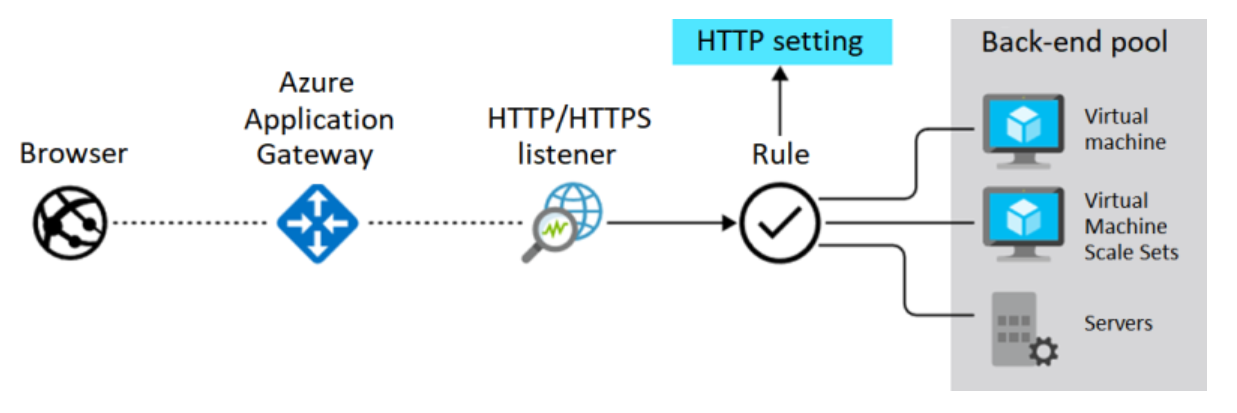 Browser
Azure
Application
Gateway
HTTP/HTTPS
listener
HTTP setting
Rule
Back-end pool
Virtual
machine
Virtual
Machine
Scale Sets
Servers